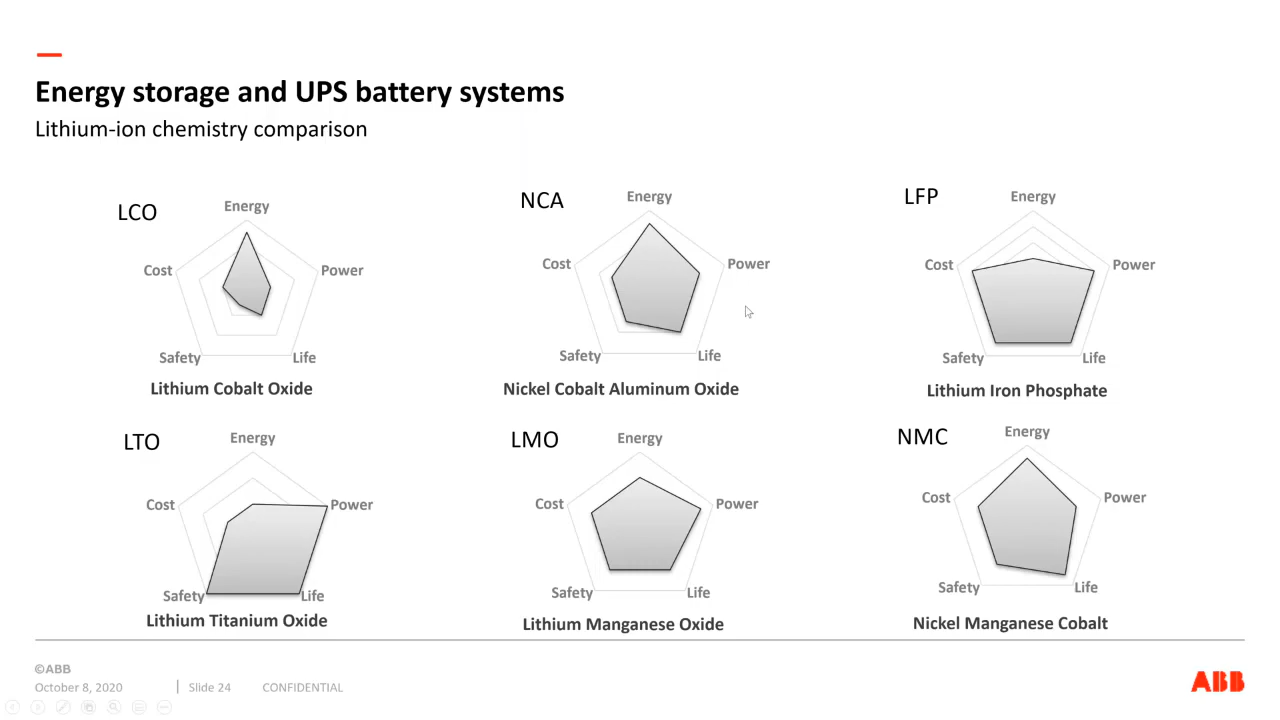 Energy storage and UPS battery systems
Lithium-ion chemistry comparison
LCO
Energy
Cost
Power
Safety
Life
Lithium Cobalt Oxide
NCA
Energy
Cost
Power
Safety
Life
Nickel Cobalt Aluminum Oxide
LFP
Energy
Cost
Power
Safety
Life
Lithium Iron Phosphate
LTO
Energy
Cost
Power
Safety
Life
Lithium Titanium Oxide
LMO
Energy
Cost
Power
Safety
Life
Lithium Manganese Oxide
NMC
Energy
Cost
Power
Safety
Life
Nickel Manganese Cobalt
©ABB
October 8, 2020 | Slide 24 CONFIDENTIAL
ABB